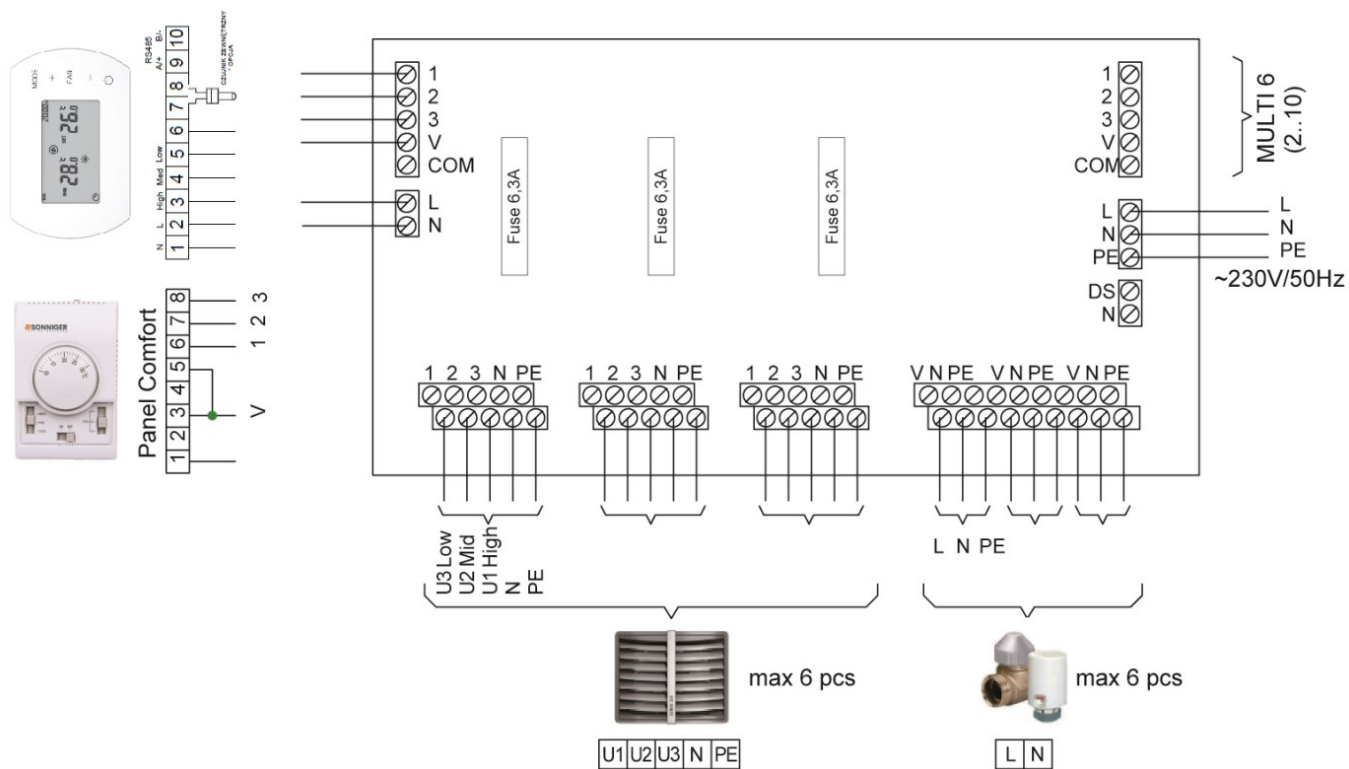 MODE + FAN −
28.0 °C SET 26.0 °C
N L High Med Low RS485 A/+ B/-
1 2 3 4 5 6 7 8 9 10
CZUJNIK ZEWNĘTRZNY
* OPCJA
SONNIGER
Panel Comfort
1 2 3 4 5 6 7 8
V 1 2 3
1
2
3
V
COM
L
N
Fuse 6,3A
Fuse 6,3A
Fuse 6,3A
1
2
3
V
COM
MULTI 6
(2..10)
L L
N N
PE PE
~230V/50Hz
DS
N
1 2 3 N PE 1 2 3 N PE 1 2 3 N PE V N PE V N PE V N PE
U3 Low
U2 Mid
U1 High
N
PE
L N PE
max 6 pcs
max 6 pcs
U1 U2 U3 N PE
L N